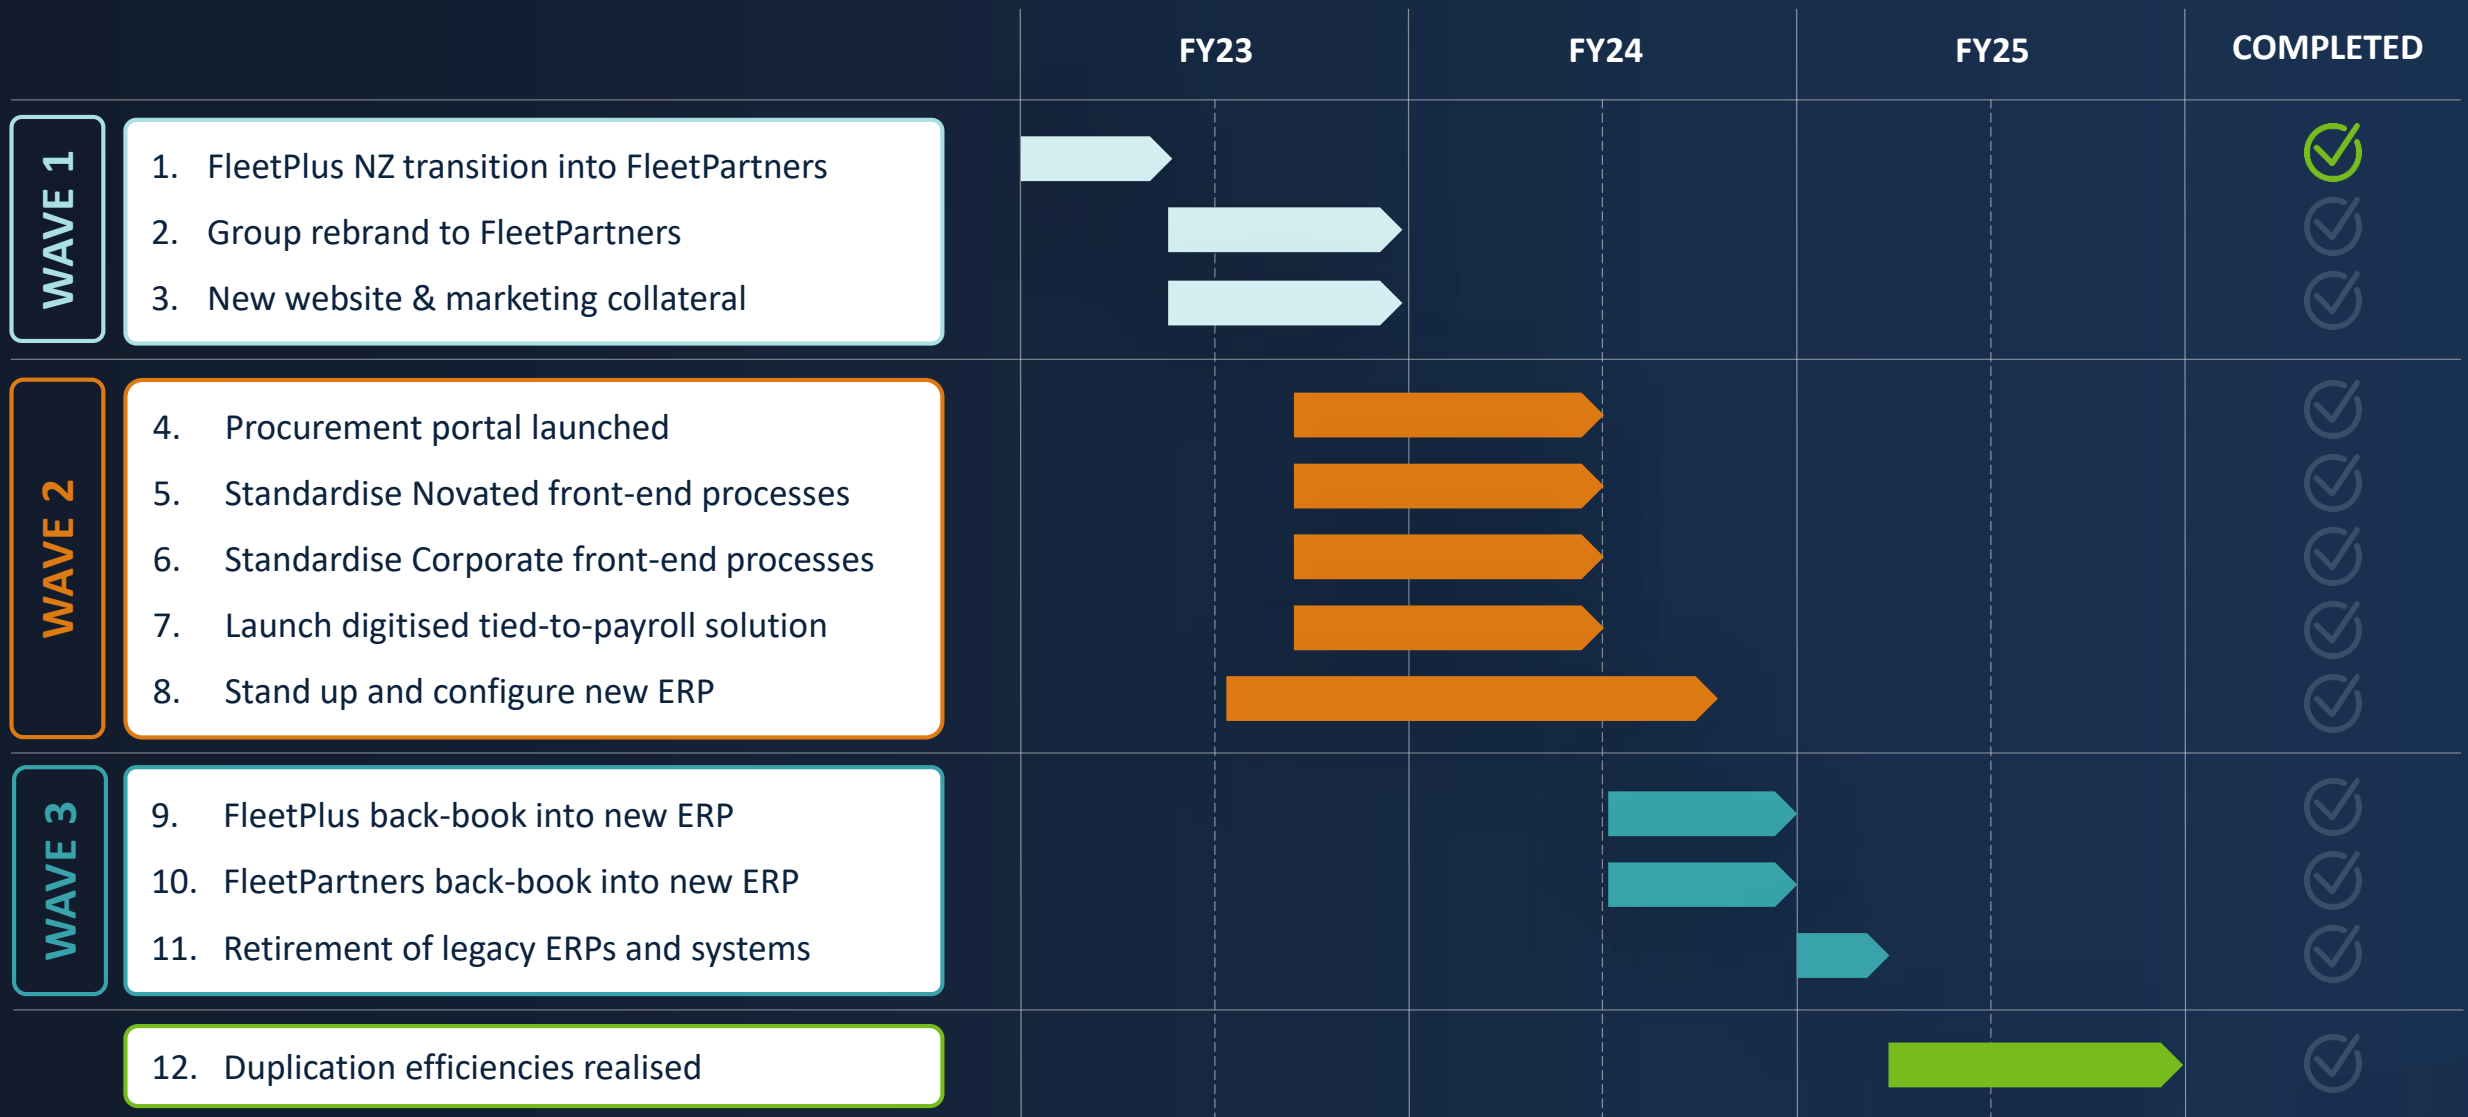 FY23 FY24 FY25 COMPLETED
WAVE 1
1. FleetPlus NZ transition into FleetPartners
2. Group rebrand to FleetPartners
3. New website & marketing collateral
WAVE 2
4. Procurement portal launched
5. Standardise Novated front-end processes
6. Standardise Corporate front-end processes
7. Launch digitised tied-to-payroll solution
8. Stand up and configure new ERP
WAVE 3
9. FleetPlus back-book into new ERP
10. FleetPartners back-book into new ERP
11. Retirement of legacy ERPs and systems
12. Duplication efficiencies realised